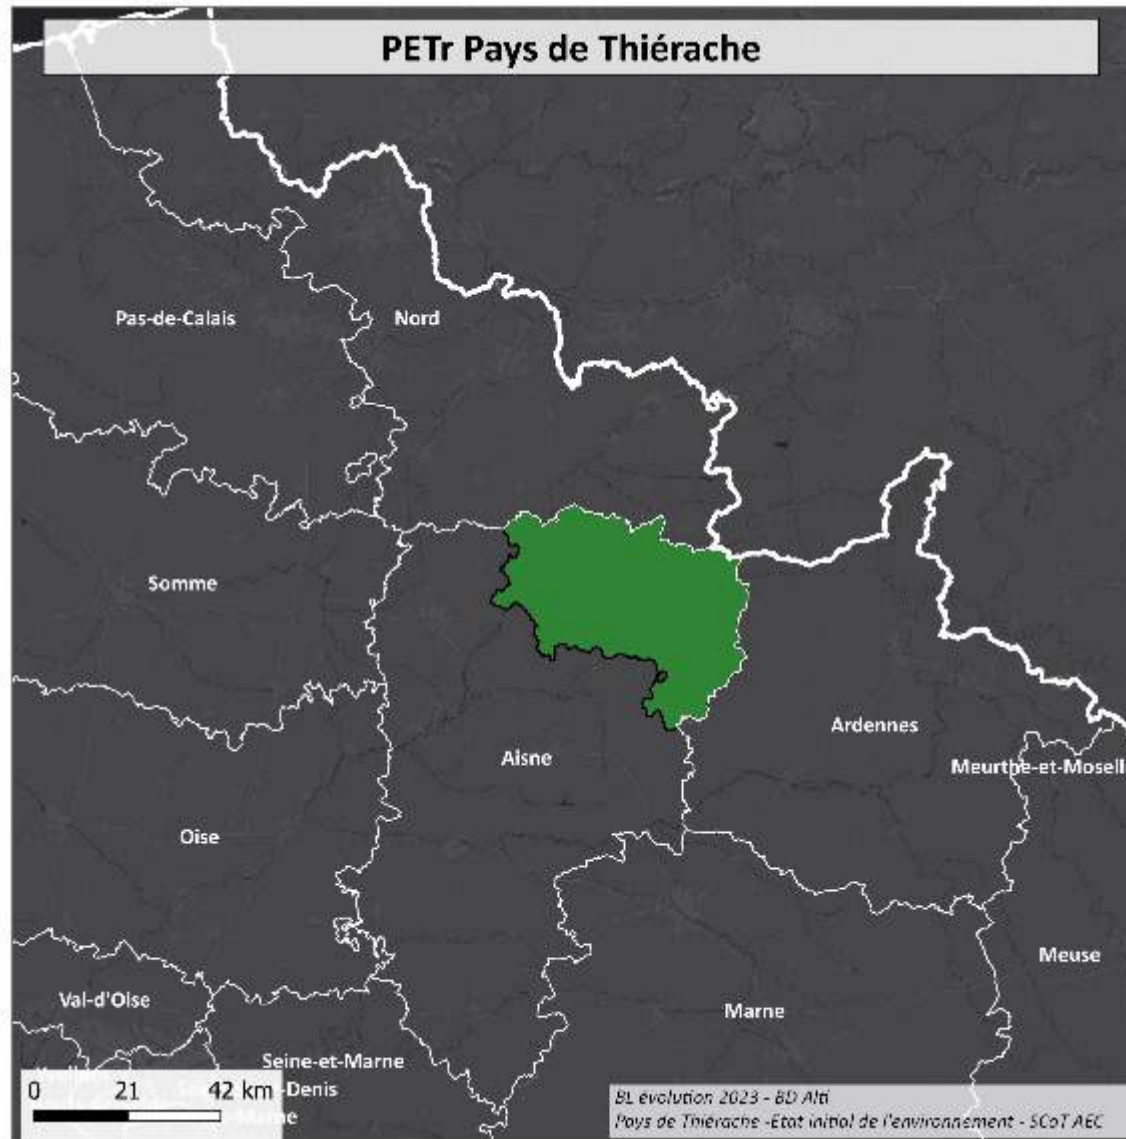 PETr Pays de Thiérache
Pas-de-Calais
Nord
Somme
Aisne
Ardennes
Meurthe-et-Mosell
Oise
Meuse
Val-d'Oise
Marne
Seine-et-Marne
-Denis
0 21 42 km
BL évolution 2023 - BD Alti
Pays de Thiérache -Etat initial de l'environnement - SCoT AEC